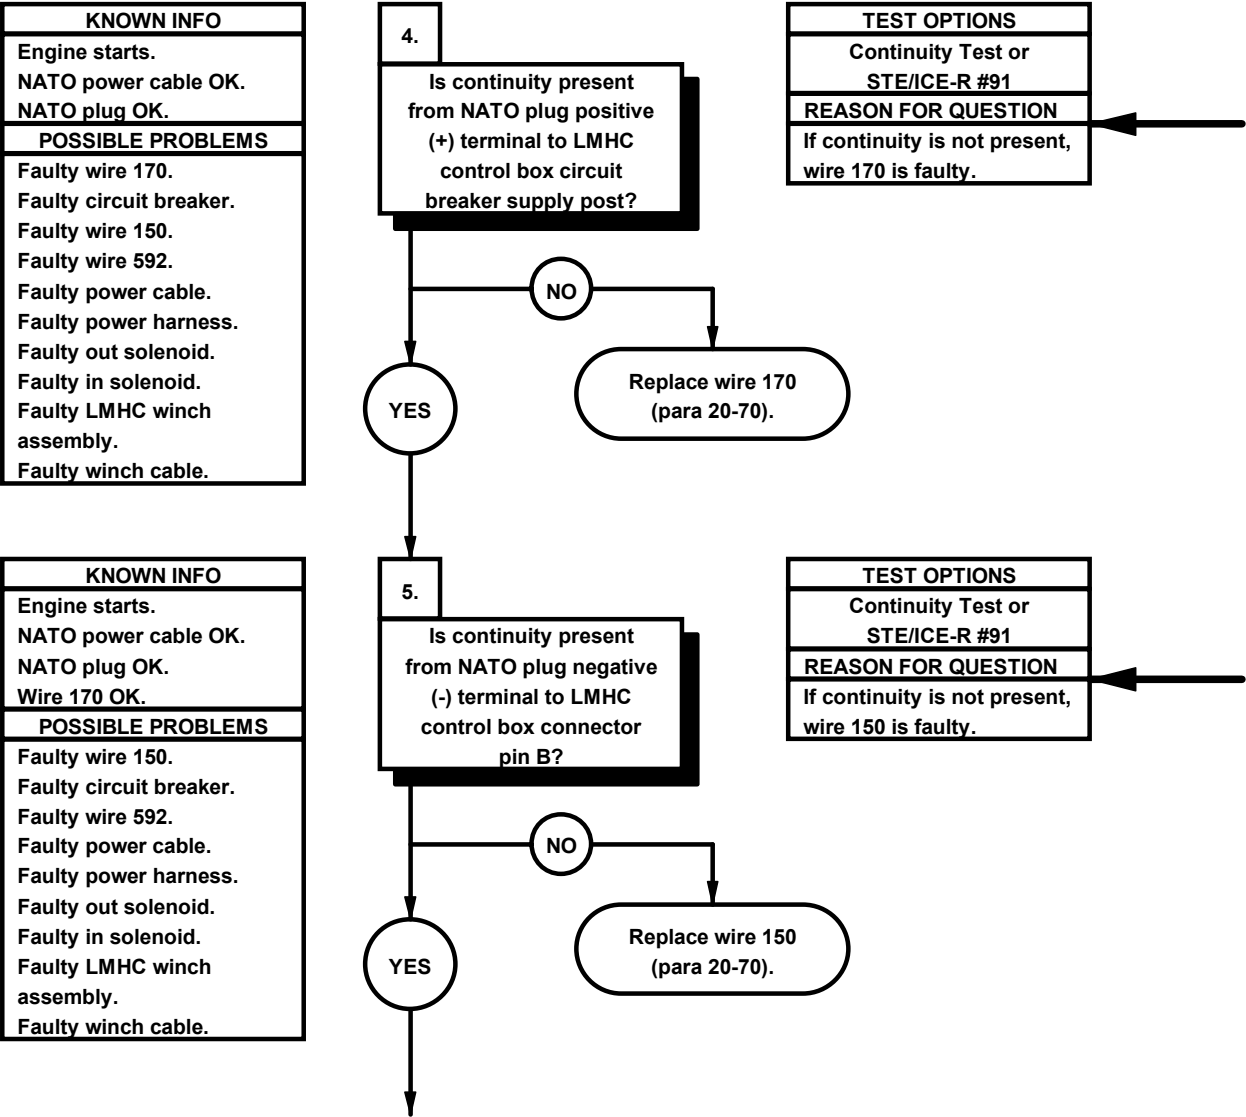 KNOWN INFO
Engine starts.
NATO power cable OK.
NATO plug OK.
POSSIBLE PROBLEMS
Faulty wire 170.
Faulty circuit breaker.
Faulty wire 150.
Faulty wire 592.
Faulty power cable.
Faulty power harness.
Faulty out solenoid.
Faulty in solenoid.
Faulty LMHC winch
assembly.
Faulty winch cable.
4.
Is continuity present
from NATO plug positive
(+) terminal to LMHC
control box circuit
breaker supply post?
NO
YES
Replace wire 170
(para 20-70).
TEST OPTIONS
Continuity Test or
STE/ICE-R #91
REASON FOR QUESTION
If continuity is not present,
wire 170 is faulty.
KNOWN INFO
Engine starts.
NATO power cable OK.
NATO plug OK.
Wire 170 OK.
POSSIBLE PROBLEMS
Faulty wire 150.
Faulty circuit breaker.
Faulty wire 592.
Faulty power cable.
Faulty power harness.
Faulty out solenoid.
Faulty in solenoid.
Faulty LMHC winch
assembly.
Faulty winch cable.
5.
Is continuity present
from NATO plug negative
(-) terminal to LMHC
control box connector
pin B?
NO
YES
Replace wire 150
(para 20-70).
TEST OPTIONS
Continuity Test or
STE/ICE-R #91
REASON FOR QUESTION
If continuity is not present,
wire 150 is faulty.